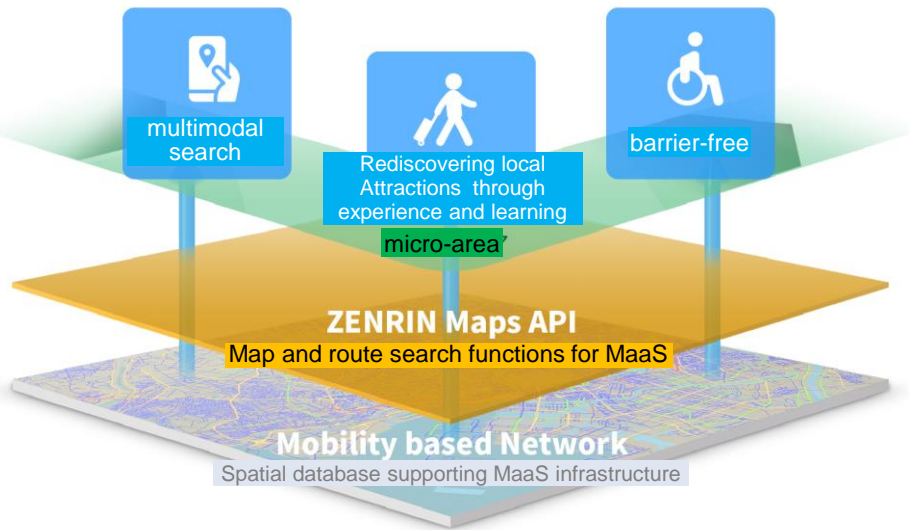 multimodal
search
Rediscovering local
Attractions through
experience and learning
barrier-free
micro-area
ZENRIN Maps API
Map and route search functions for MaaS
Mobility based Network
Spatial database supporting MaaS infrastructure